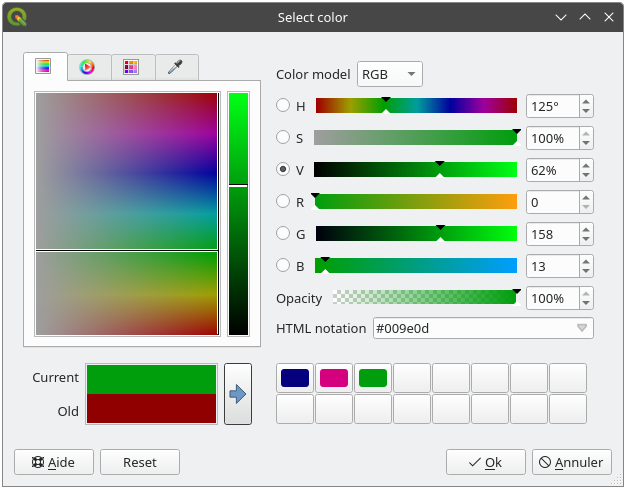 Select color
Color model RGB
H 125°
S 100%
V 62%
R 0
G 158
B 13
Opacity 100%
HTML notation #009e0d
Current
Old
Aide Reset Ok Annuler